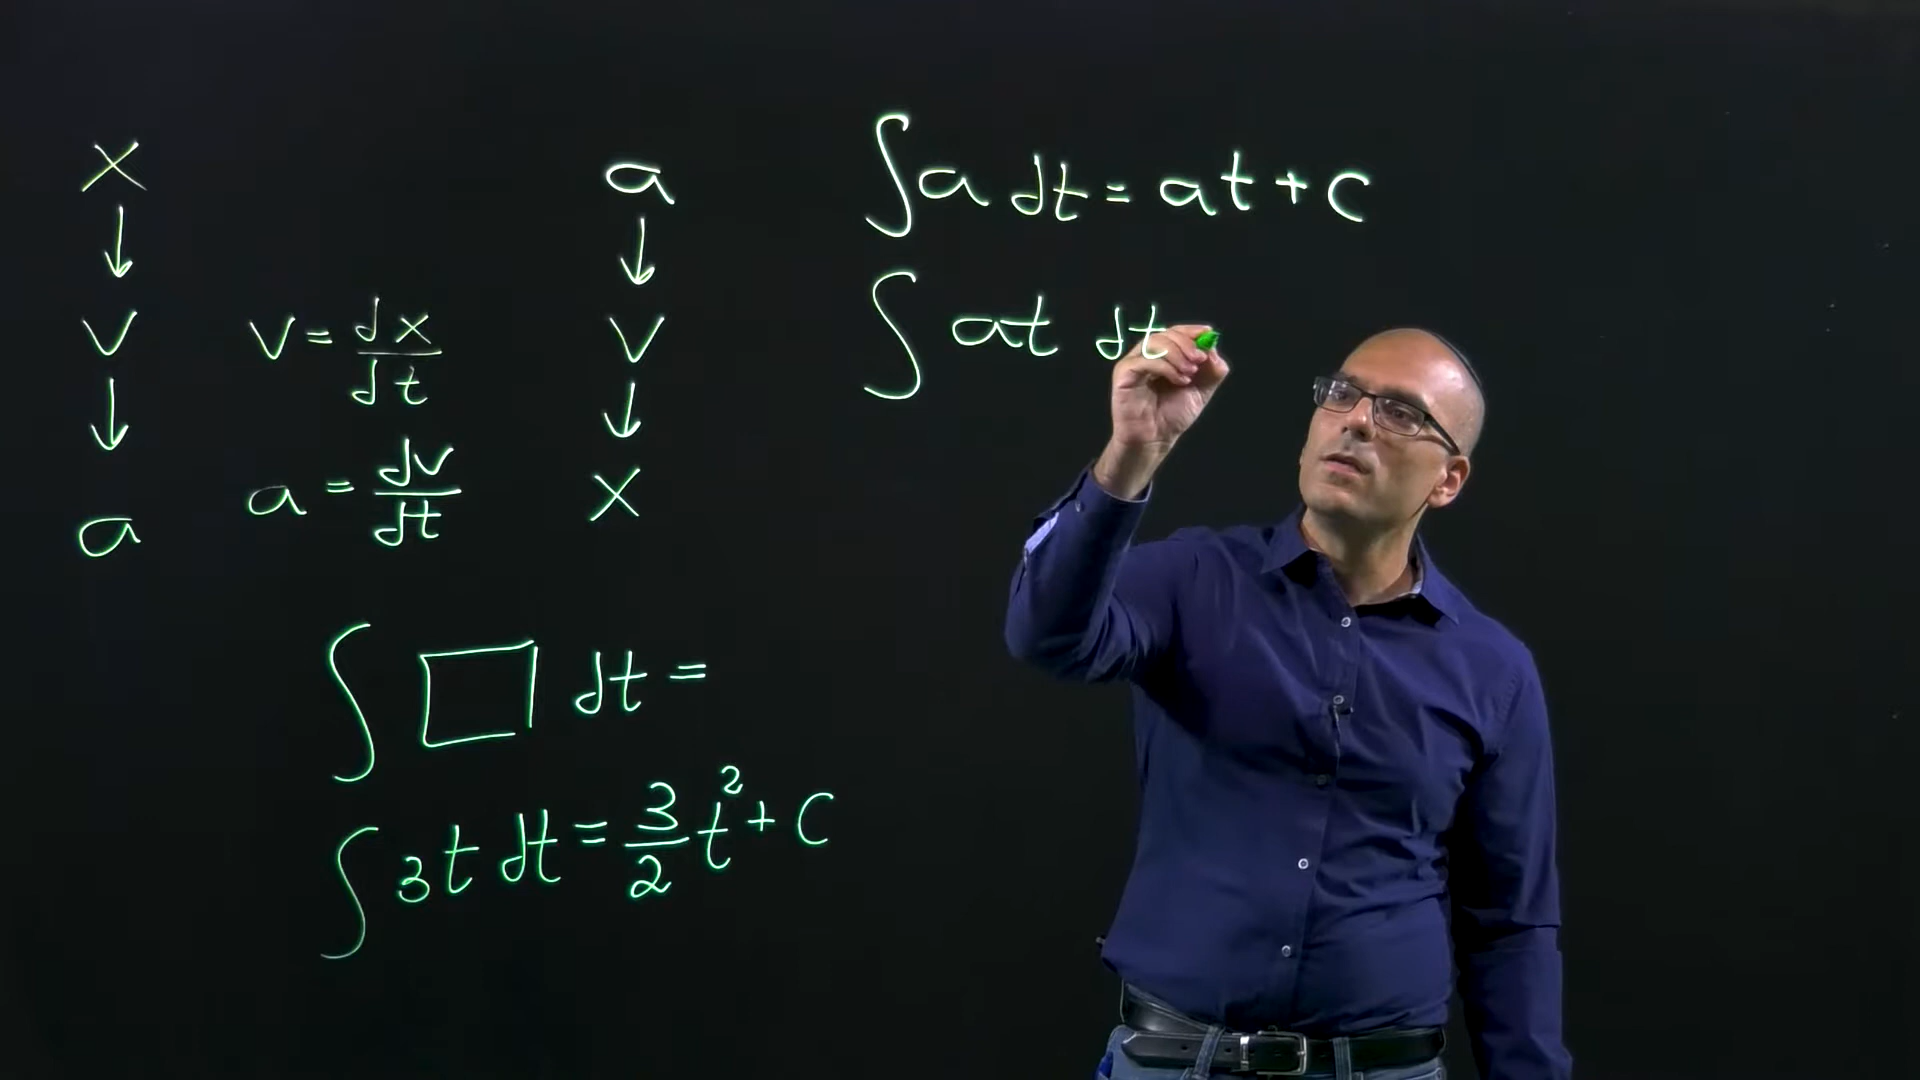 x
↓
v
↓
a
v = dx/dt
a = dv/dt
a
↓
v
↓
x
∫ □ dt =
∫ 3t dt = 3/2 t² + c
∫ a dt = at + c
∫ at dt